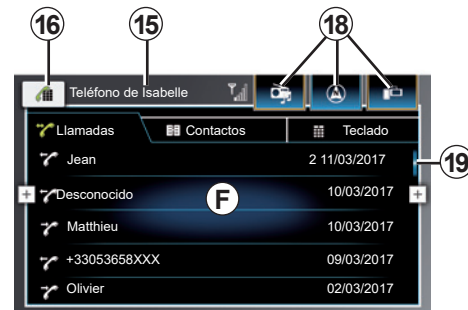 16 15 18
Teléfono de Isabelle
Llamadas Contactos Teclado
Jean 2 11/03/2017
19
Desconocido 10/03/2017
F
Matthieu 10/03/2017
+33053658XXX 09/03/2017
Olivier 02/03/2017